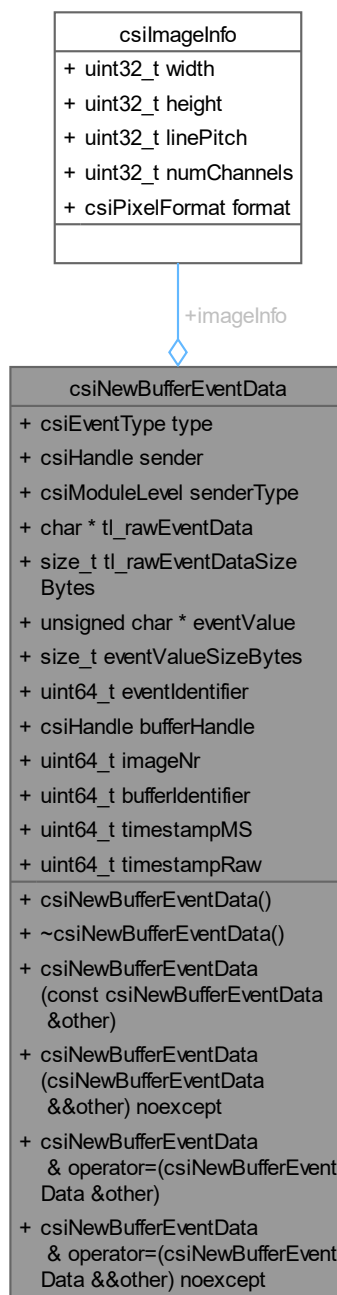 csiImageInfo
+ uint32_t width
+ uint32_t height
+ uint32_t linePitch
+ uint32_t numChannels
+ csiPixelFormat format
+imageInfo
csiNewBufferEventData
+ csiEventType type
+ csiHandle sender
+ csiModuleLevel senderType
+ char * tl_rawEventData
+ size_t tl_rawEventDataSize
Bytes
+ unsigned char * eventValue
+ size_t eventValueSizeBytes
+ uint64_t eventIdentifier
+ csiHandle bufferHandle
+ uint64_t imageNr
+ uint64_t bufferIdentifier
+ uint64_t timestampMS
+ uint64_t timestampRaw
+ csiNewBufferEventData()
+ ~csiNewBufferEventData()
+ csiNewBufferEventData
(const csiNewBufferEventData
&other)
+ csiNewBufferEventData
(csiNewBufferEventData
&&other) noexcept
+ csiNewBufferEventData
& operator=(csiNewBufferEvent
Data &other)
+ csiNewBufferEventData
& operator=(csiNewBufferEvent
Data &&other) noexcept